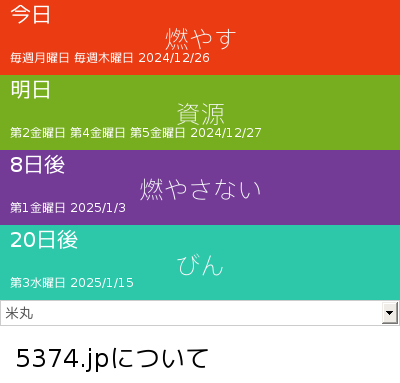 今日
燃やす
毎週月曜日 毎週木曜日 2024/12/26
明日
資源
第2金曜日 第4金曜日 第5金曜日 2024/12/27
8日後
燃やさない
第1金曜日 2025/1/3
20日後
びん
第3水曜日 2025/1/15
米丸
5374.jpについて